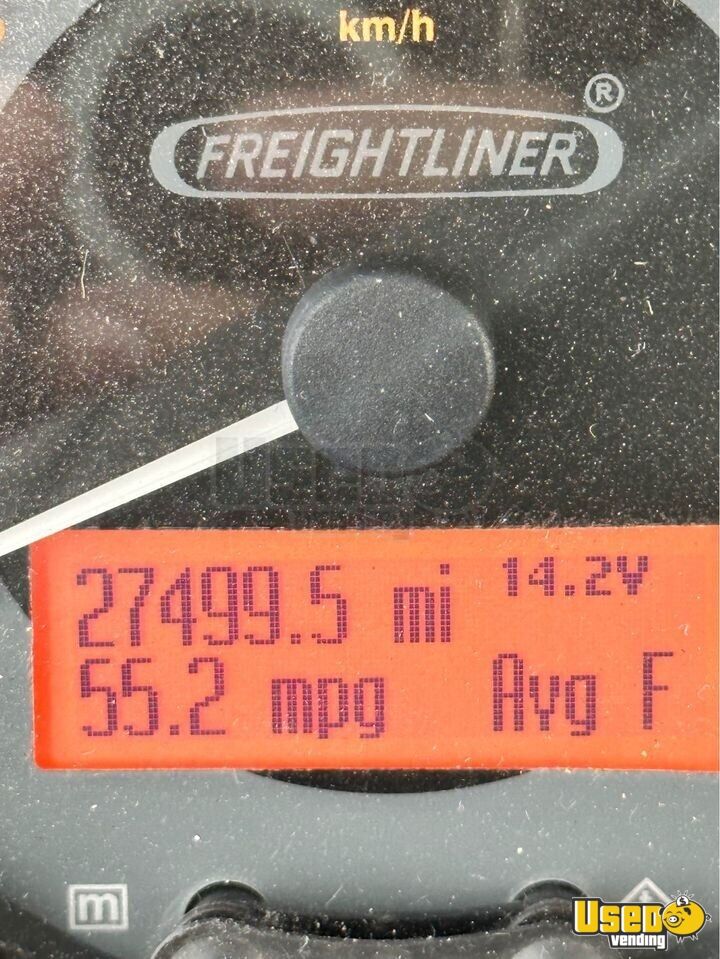 km/h
FREIGHTLINER ®
27499.5 mi 14.2V
55.2 mpg Avg F
m
Used
vending